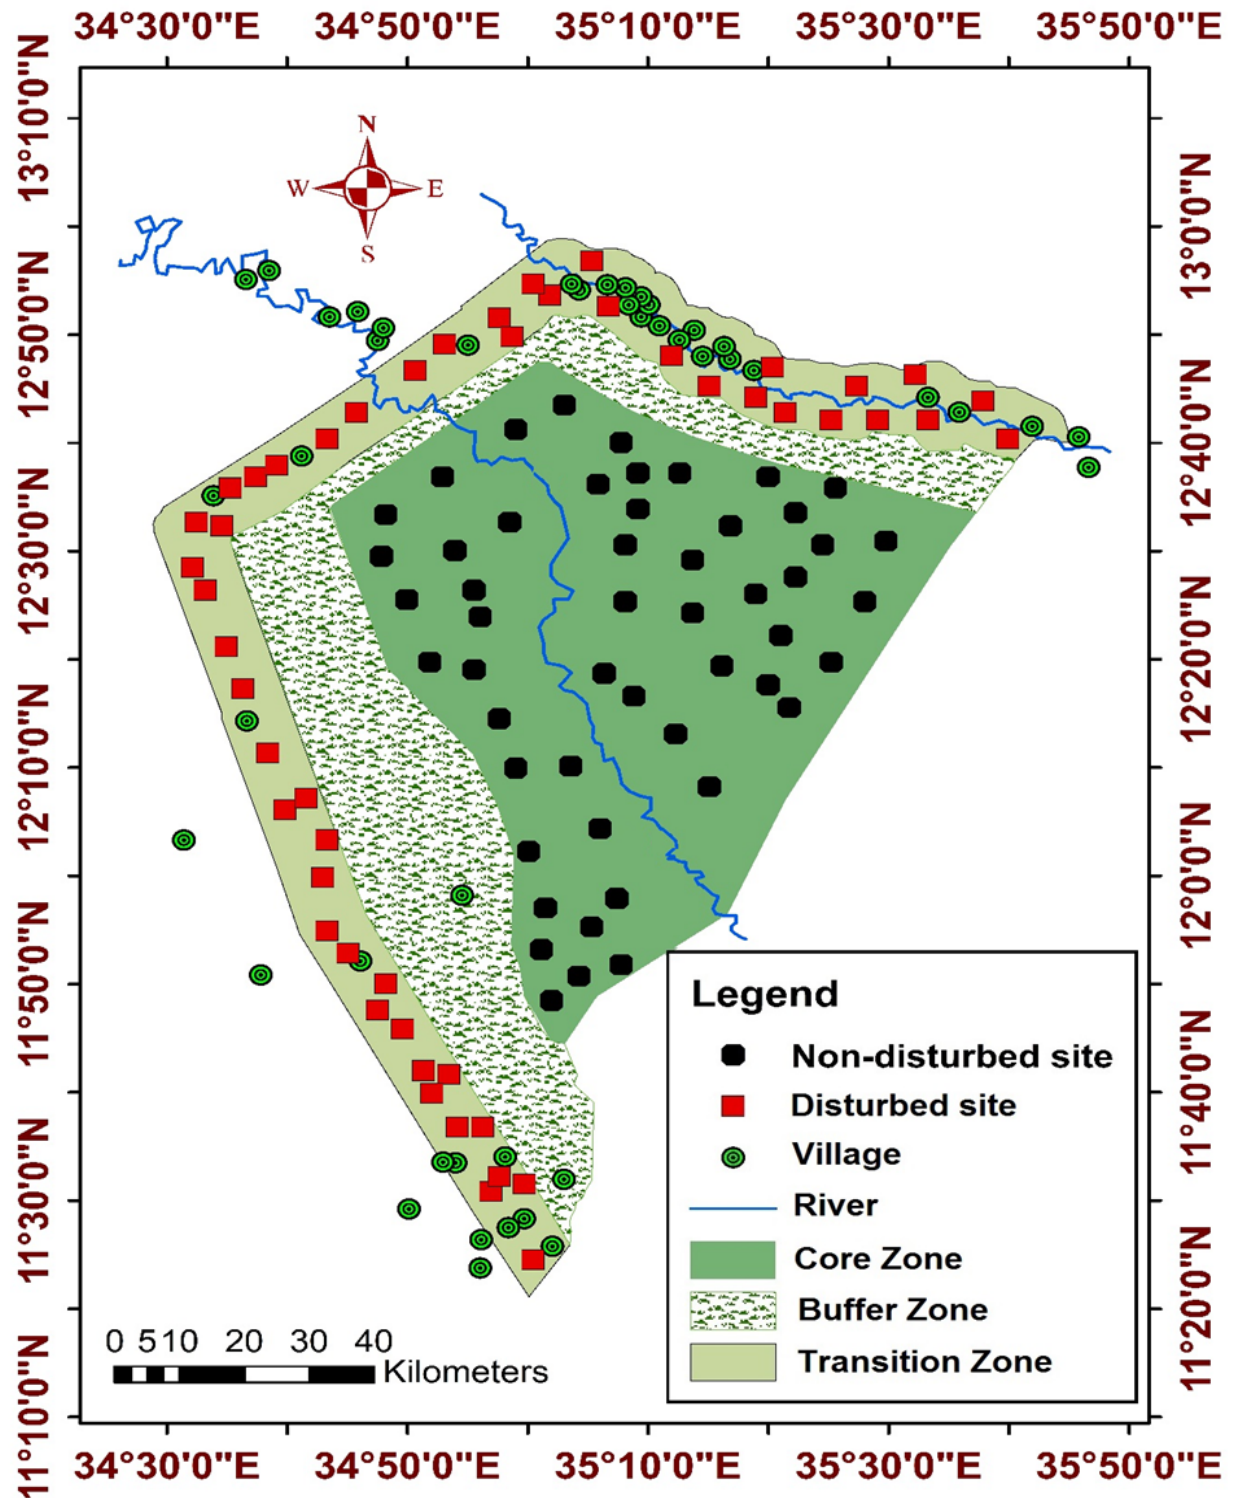 34°30'0"E 34°50'0"E 35°10'0"E 35°30'0"E 35°50'0"E
13°10'0"N
12°50'0"N
12°40'0"N
12°30'0"N
12°10'0"N
11°50'0"N
11°30'0"N
11°10'0"N
13°0'0"N
12°40'0"N
12°20'0"N
12°0'0"N
11°40'0"N
11°20'0"N
N
W E
S
Legend
Non-disturbed site
Disturbed site
Village
River
Core Zone
Buffer Zone
Transition Zone
0 5 10 20 30 40
Kilometers
34°30'0"E 34°50'0"E 35°10'0"E 35°30'0"E 35°50'0"E